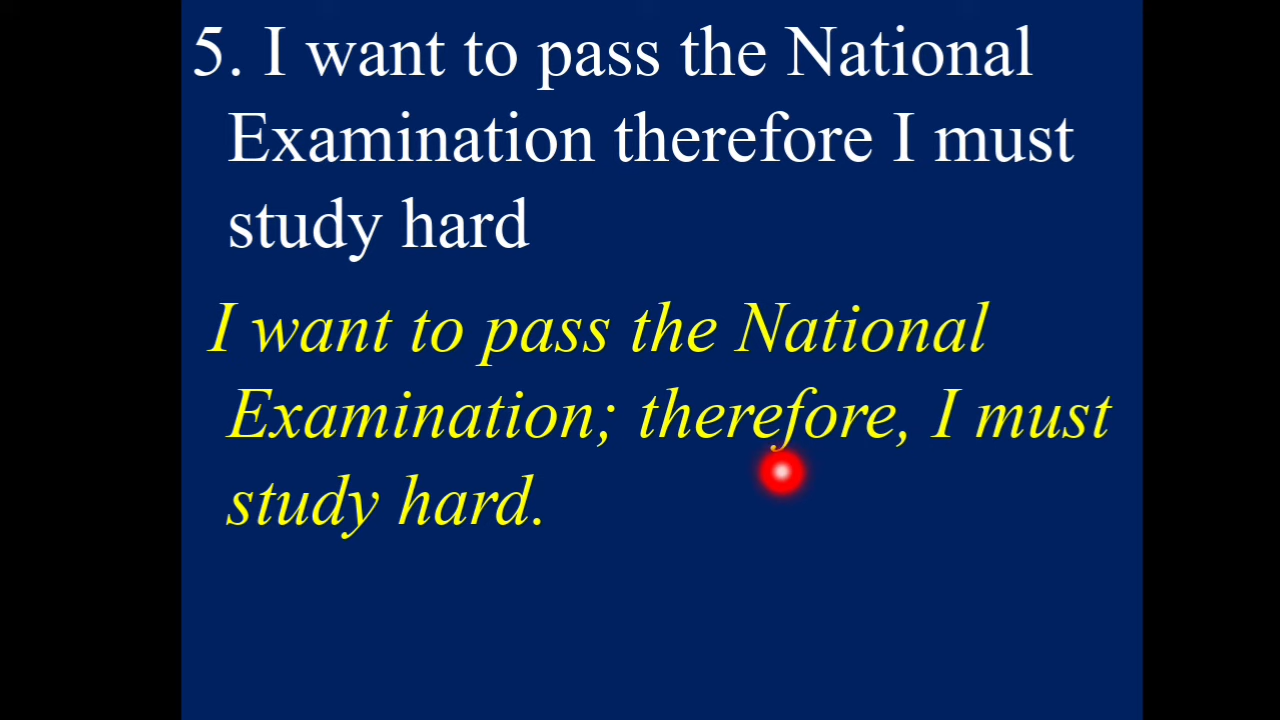 5. I want to pass the National
Examination therefore I must
study hard
I want to pass the National
Examination; therefore, I must
study hard.